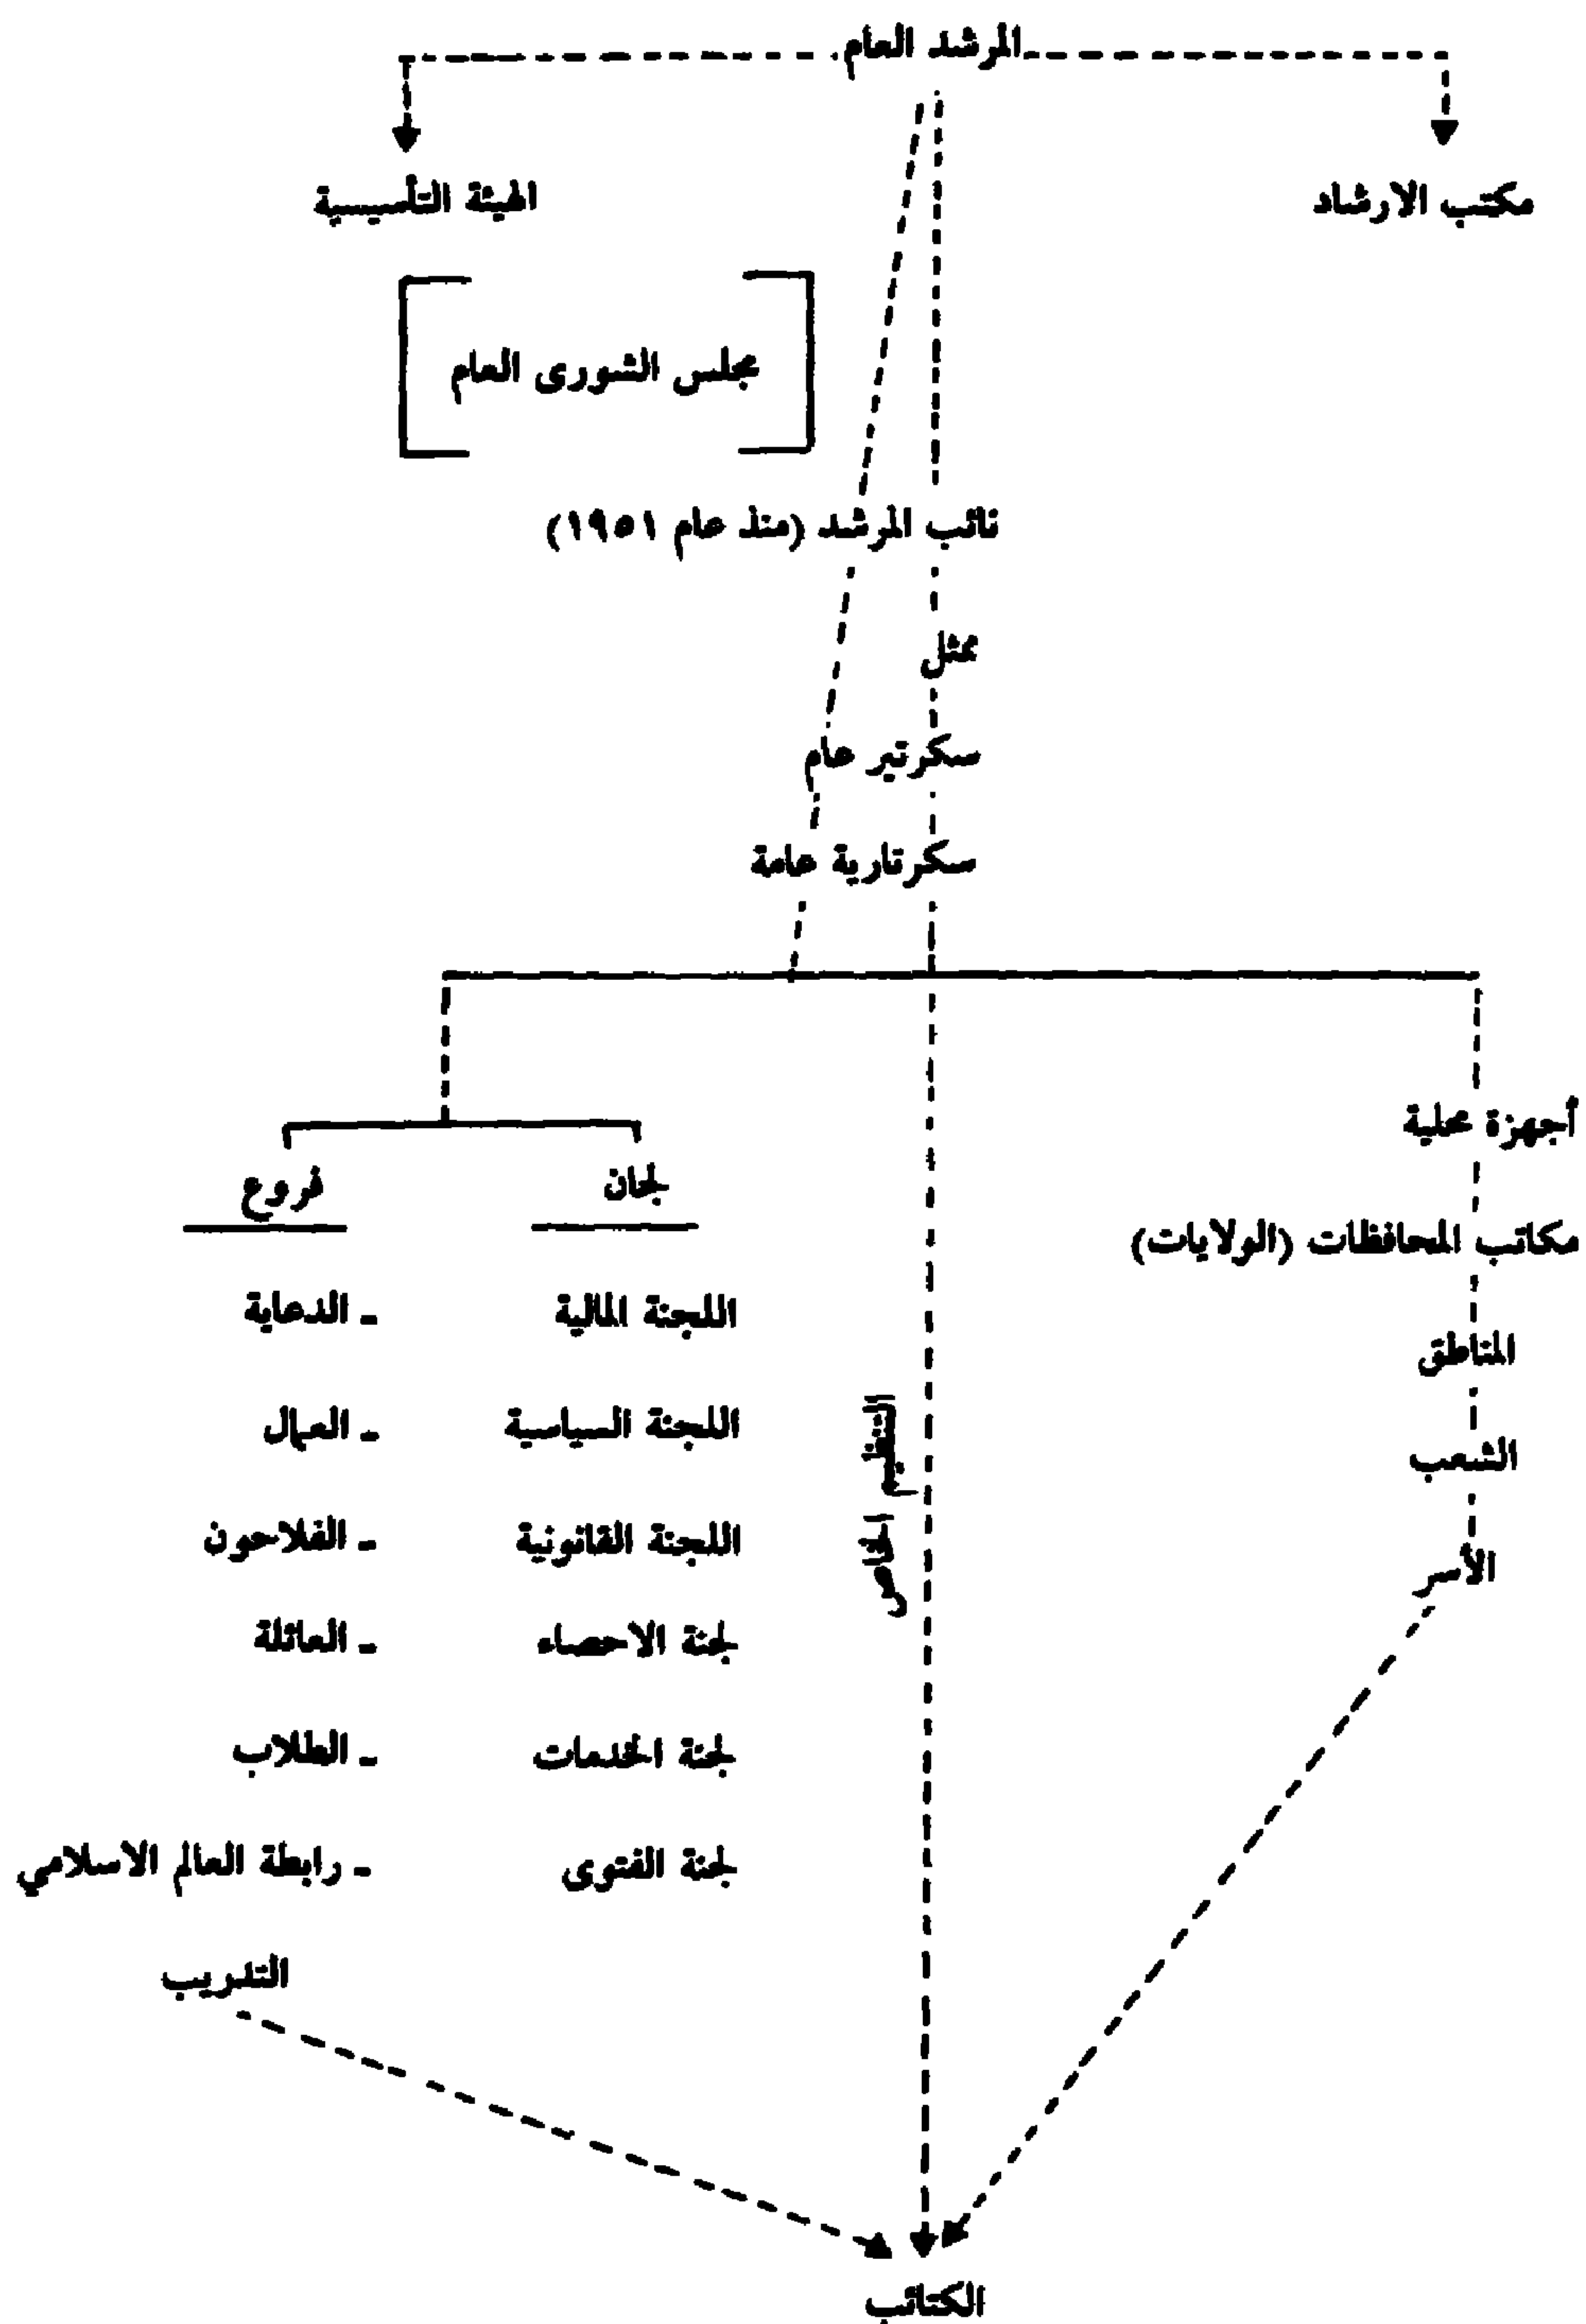 المرشد العام
مكتب الارشاد
الهيئة التأسيسية
مجلس الشورى العام
نائب المرشد (منذ عام ١٩٥١)
ممثل
سكرتير عام
سكرتارية عامة
أجهزة محلية
مكاتب المحافظات (الولايات)
المناطق
الشعب
الأسر
التنظيم الخاص
لجان
اللجنة المالية
اللجنة السياسية
اللجنة القانونية
لجنة الاحصاء
لجنة الخدمات
لجنة الفتوى
فروع
- الدعاية
- العمال
- الفلاحون
- العائلة
- الطلاب
- رابطة العالم الاسلامي
التدريب
الكتائب